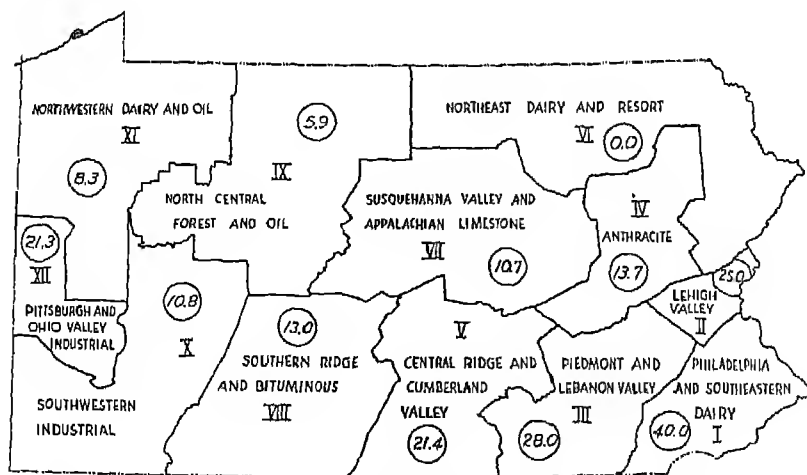 NORTHWESTERN DAIRY AND OIL
XI
8.3
5.9
IX
NORTH CENTRAL
FOREST AND OIL
NORTHEAST DAIRY AND RESORT
VI
0.0
SUSQUEHANNA VALLEY AND
APPALACHIAN LIMESTONE
VII
10.7
IV
ANTHRACITE
13.7
25.0
LEHIGH
VALLEY
II
21.3
XII
PITTSBURGH AND
OHIO VALLEY
INDUSTRIAL
10.8
X
SOUTHWESTERN
INDUSTRIAL
13.0
SOUTHERN RIDGE
AND BITUMINOUS
VIII
V
CENTRAL RIDGE AND
CUMBERLAND
VALLEY
21.4
PIEDMONT AND
LEBANON VALLEY
III
28.0
PHILADELPHIA
AND SOUTHEASTERN
DAIRY
I
40.0